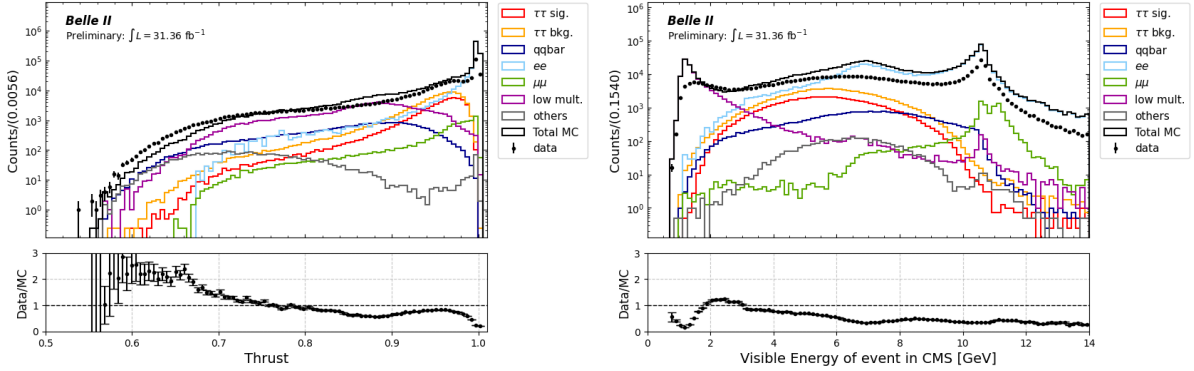 Belle II
Preliminary: ∫L = 31.36 fb⁻¹
Counts/(0.0056)
10⁶
10⁵
10⁴
10³
10²
10¹
10⁰
ττ sig.
ττ bkg.
qqbar
ee
μμ
low mult.
others
Total MC
data
Data/MC
3
2
1
0
0.5 0.6 0.7 0.8 0.9 1.0
Thrust
Belle II
Preliminary: ∫L = 31.36 fb⁻¹
Counts/(0.1540)
10⁶
10⁵
10⁴
10³
10²
10¹
10⁰
ττ sig.
ττ bkg.
qqbar
ee
μμ
low mult.
others
Total MC
data
Data/MC
3
2
1
0
0 2 4 6 8 10 12 14
Visible Energy of event in CMS [GeV]